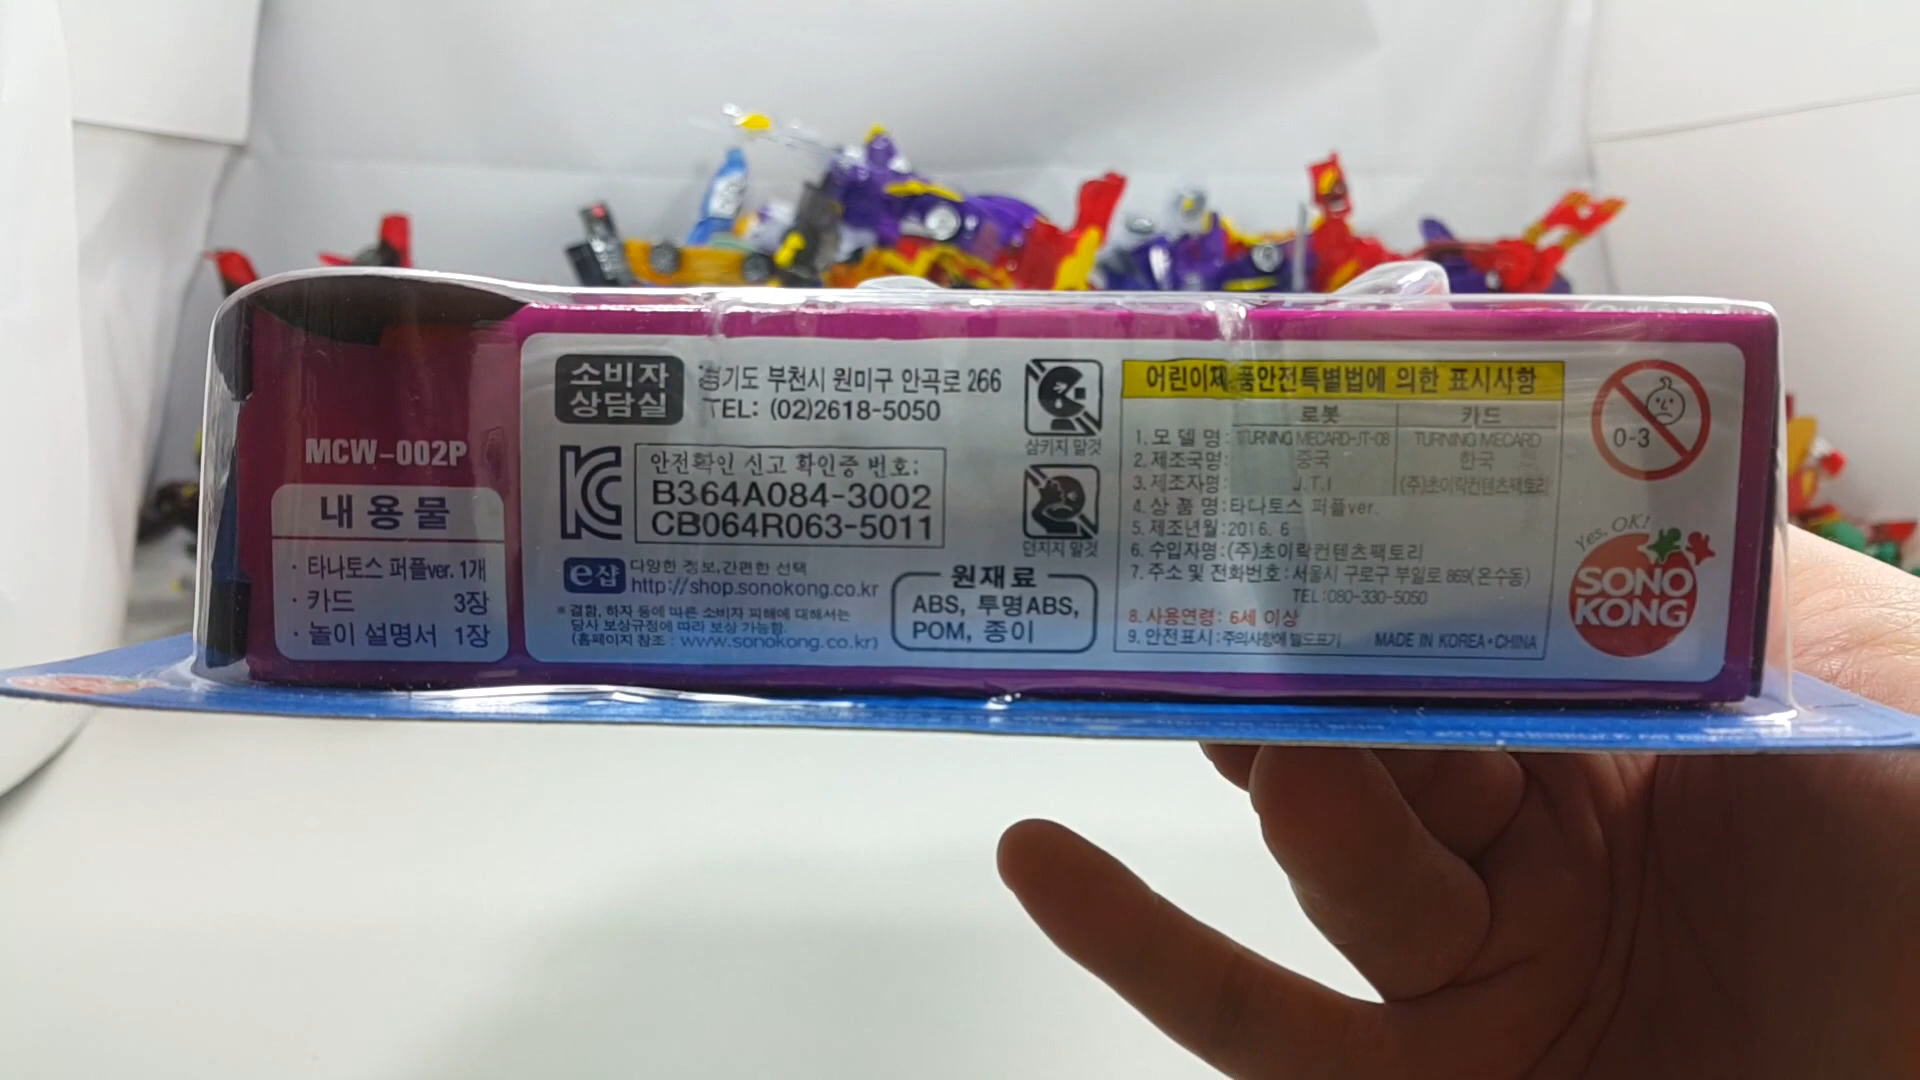 MCW-002P
내용물
· 타나토스 퍼플ver. 1개
· 카드 3장
· 놀이 설명서 1장
소비자
상담실
경기도 부천시 원미구 안곡로 266
TEL: (02)2618-5050
안전확인 신고 확인증 번호:
B364A084-3002
CB064R063-5011
e샵
다양한 정보,간편한 선택
http://shop.sonokong.co.kr
※ 결함, 하자 등에 따른 소비자 피해에 대해서는
당사 보상규정에 따라 보상 가능함.
(홈페이지 참조 : www.sonokong.co.kr)
삼키지 말것
던지지 말것
원재료
ABS, 투명ABS,
POM, 종이
어린이제품안전특별법에 의한 표시사항
로봇 카드
1. 모델명: TURNING MECARD-JT-08 TURNING MECARD
2. 제조국명: 중국 한국
3. 제조자명: J.T.I (주)초이락컨텐츠팩토리
4. 상품명:타나토스 퍼플ver.
5. 제조년월:2016. 6
6. 수입자명:(주)초이락컨텐츠팩토리
7. 주소 및 전화번호:서울시 구로구 부일로 869(온수동)
TEL:080-330-5050
8. 사용연령: 6세 이상
9. 안전표시:주의사항에 별도표기 MADE IN KOREA•CHINA
0-3
Yes, OK!
SONO
KONG